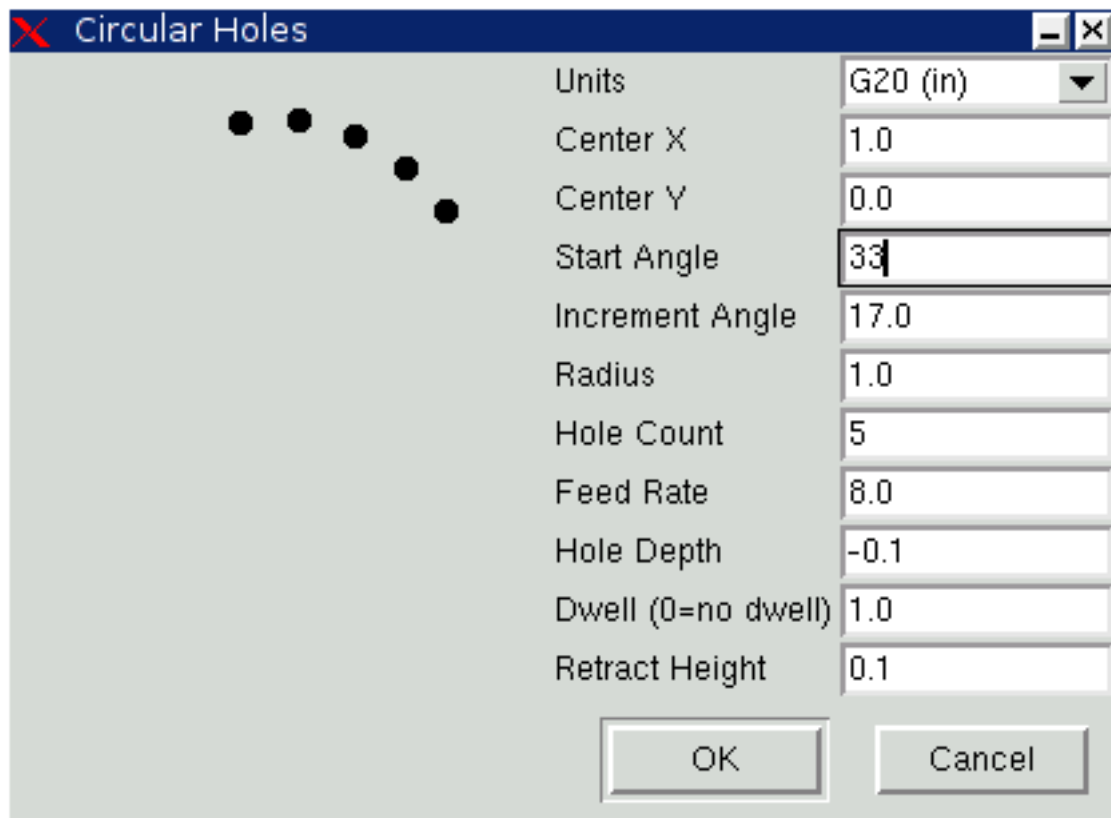 Circular Holes
Units G20 (in)
Center X 1.0
Center Y 0.0
Start Angle 33
Increment Angle 17.0
Radius 1.0
Hole Count 5
Feed Rate 8.0
Hole Depth -0.1
Dwell (0=no dwell) 1.0
Retract Height 0.1
OK Cancel